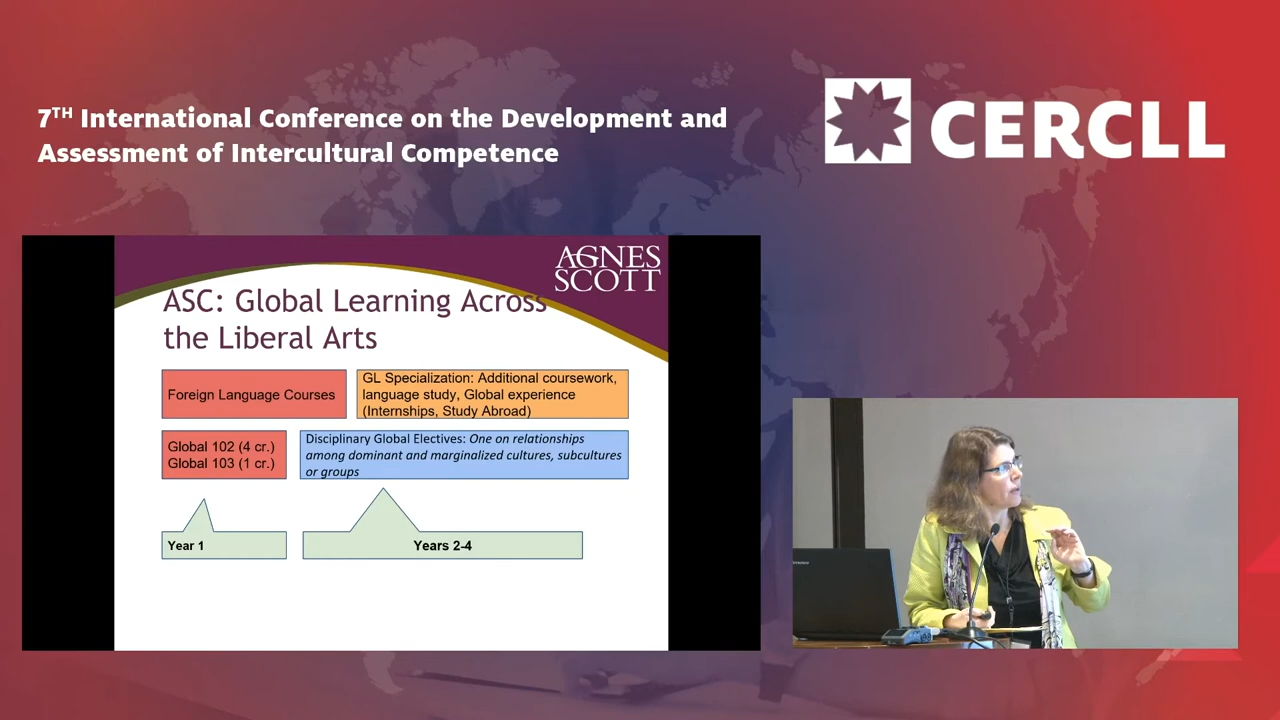 7TH International Conference on the Development and
Assessment of Intercultural Competence
CERCLL
AGNES
SCOTT
ASC: Global Learning Across
the Liberal Arts
Foreign Language Courses
GL Specialization: Additional coursework,
language study, Global experience
(Internships, Study Abroad)
Global 102 (4 cr.)
Global 103 (1 cr.)
Disciplinary Global Electives: One on relationships
among dominant and marginalized cultures, subcultures
or groups
Year 1
Years 2-4